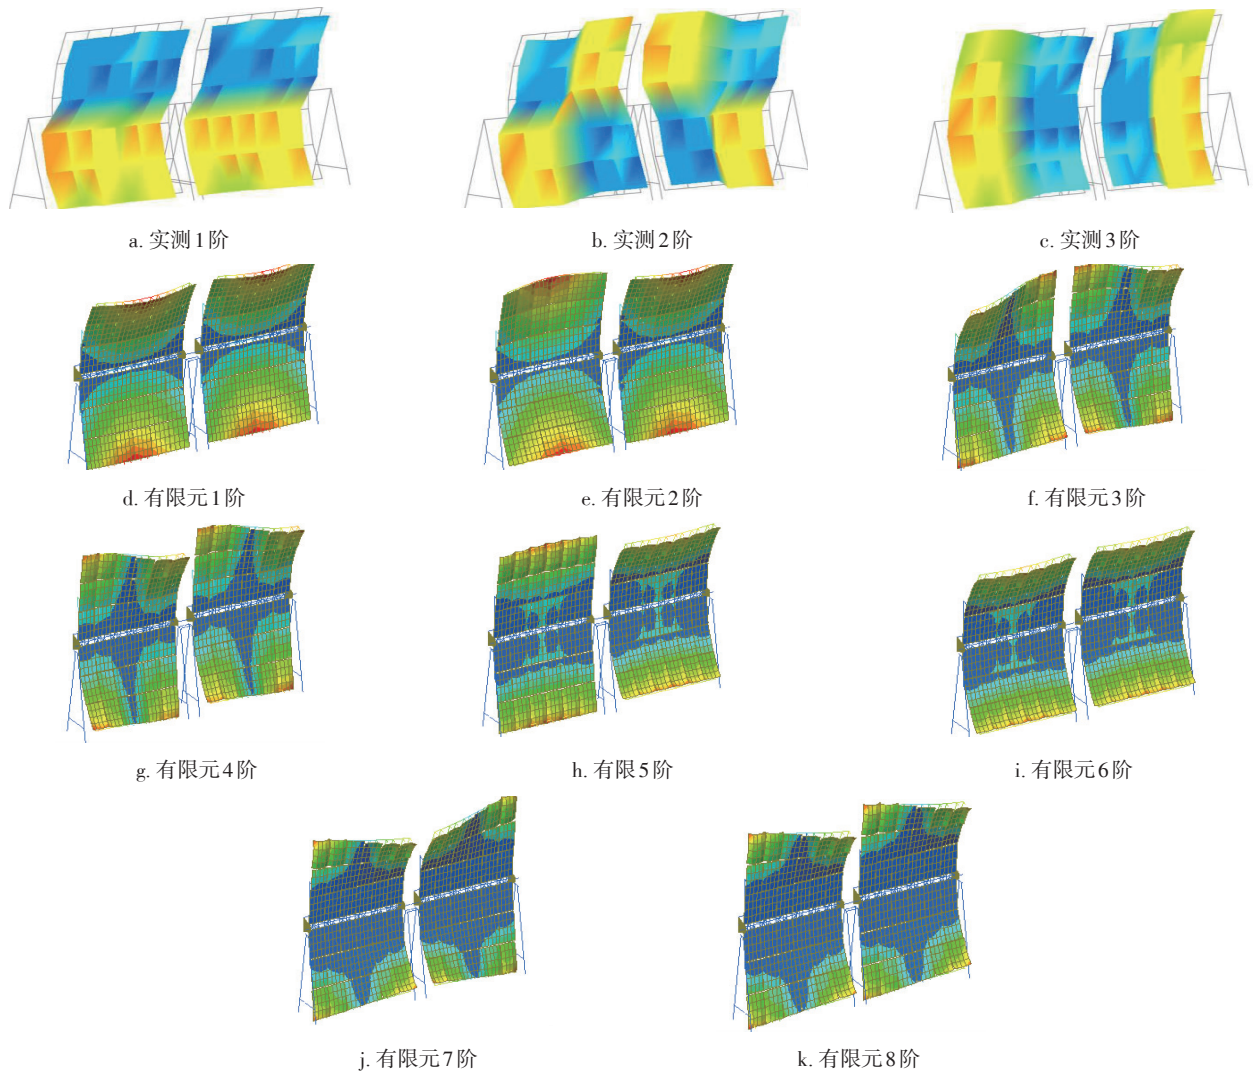 a. 实测1阶
b. 实测2阶
c. 实测3阶
d. 有限元1阶
e. 有限元2阶
f. 有限元3阶
g. 有限元4阶
h. 有限5阶
i. 有限元6阶
j. 有限元7阶
k. 有限元8阶